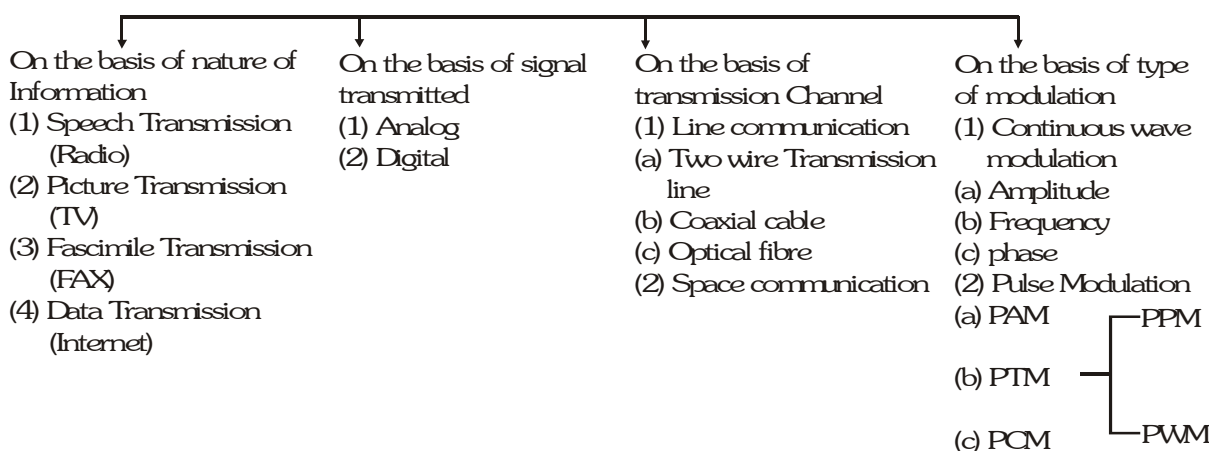 On the basis of nature of
Information
(1) Speech Transmission
(Radio)
(2) Picture Transmission
(TV)
(3) Fascimile Transmission
(FAX)
(4) Data Transmission
(Internet)
On the basis of signal
transmitted
(1) Analog
(2) Digital
On the basis of
transmission Channel
(1) Line communication
(a) Two wire Transmission
line
(b) Coaxial cable
(c) Optical fibre
(2) Space communication
On the basis of type
of modulation
(1) Continuous wave
modulation
(a) Amplitude
(b) Frequency
(c) phase
(2) Pulse Modulation
(a) PAM
(b) PTM
PPM
PWM
(c) PCM